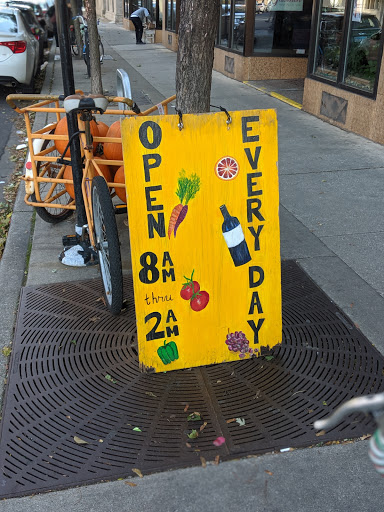 OPEN
8AM
thru
2AM
EVERY DAY